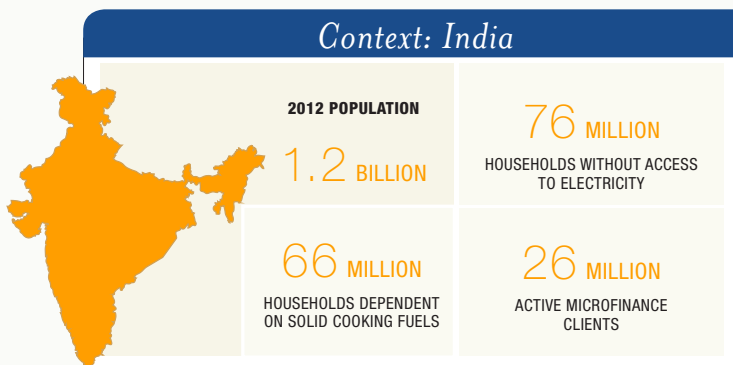 Context: India
2012 POPULATION
1.2 BILLION
76 MILLION
HOUSEHOLDS WITHOUT ACCESS
TO ELECTRICITY
66 MILLION
HOUSEHOLDS DEPENDENT
ON SOLID COOKING FUELS
26 MILLION
ACTIVE MICROFINANCE
CLIENTS